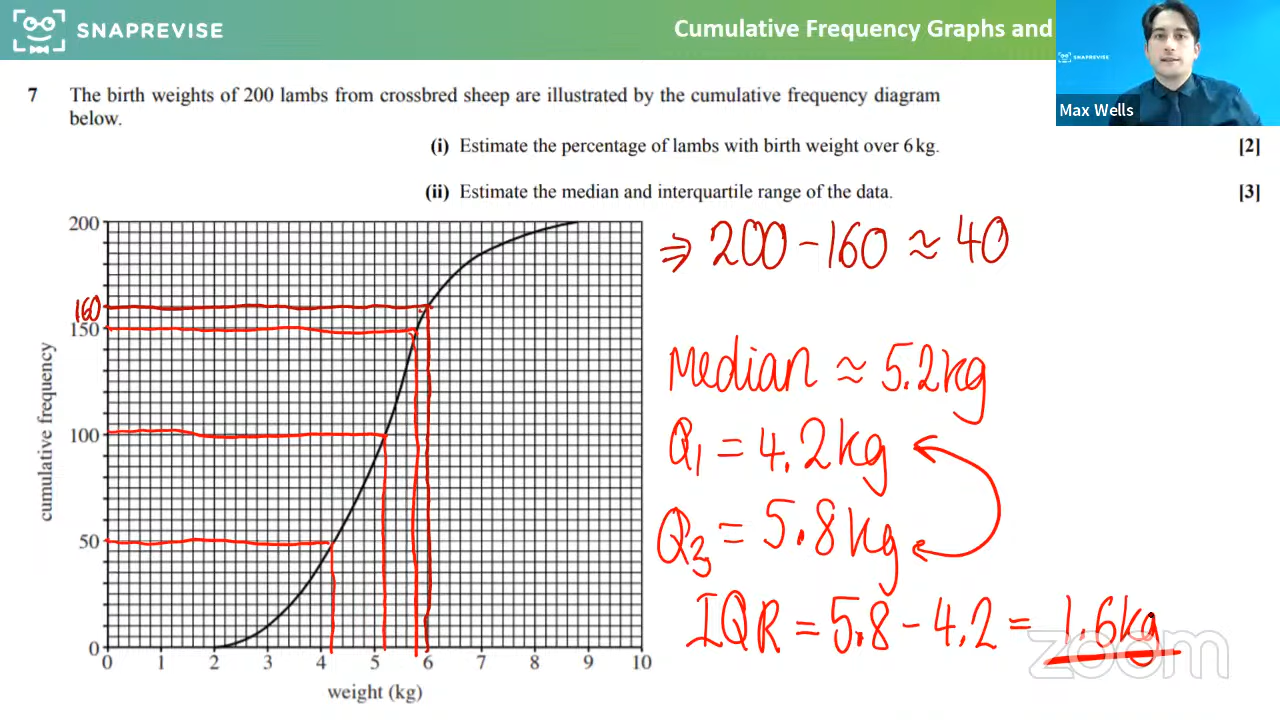 SNAPREVISE
Cumulative Frequency Graphs and
SNAPREVISE
Max Wells
7 The birth weights of 200 lambs from crossbred sheep are illustrated by the cumulative frequency diagram
below.
(i) Estimate the percentage of lambs with birth weight over 6 kg. [2]
(ii) Estimate the median and interquartile range of the data. [3]
200
160
150
100
50
0
cumulative frequency
0 1 2 3 4 5 6 7 8 9 10
weight (kg)
⇒ 200 - 160 ≈ 40
Median ≈ 5.2kg
Q1 = 4.2kg
Q3 = 5.8kg
IQR = 5.8 - 4.2 = 1.6kg
zoom